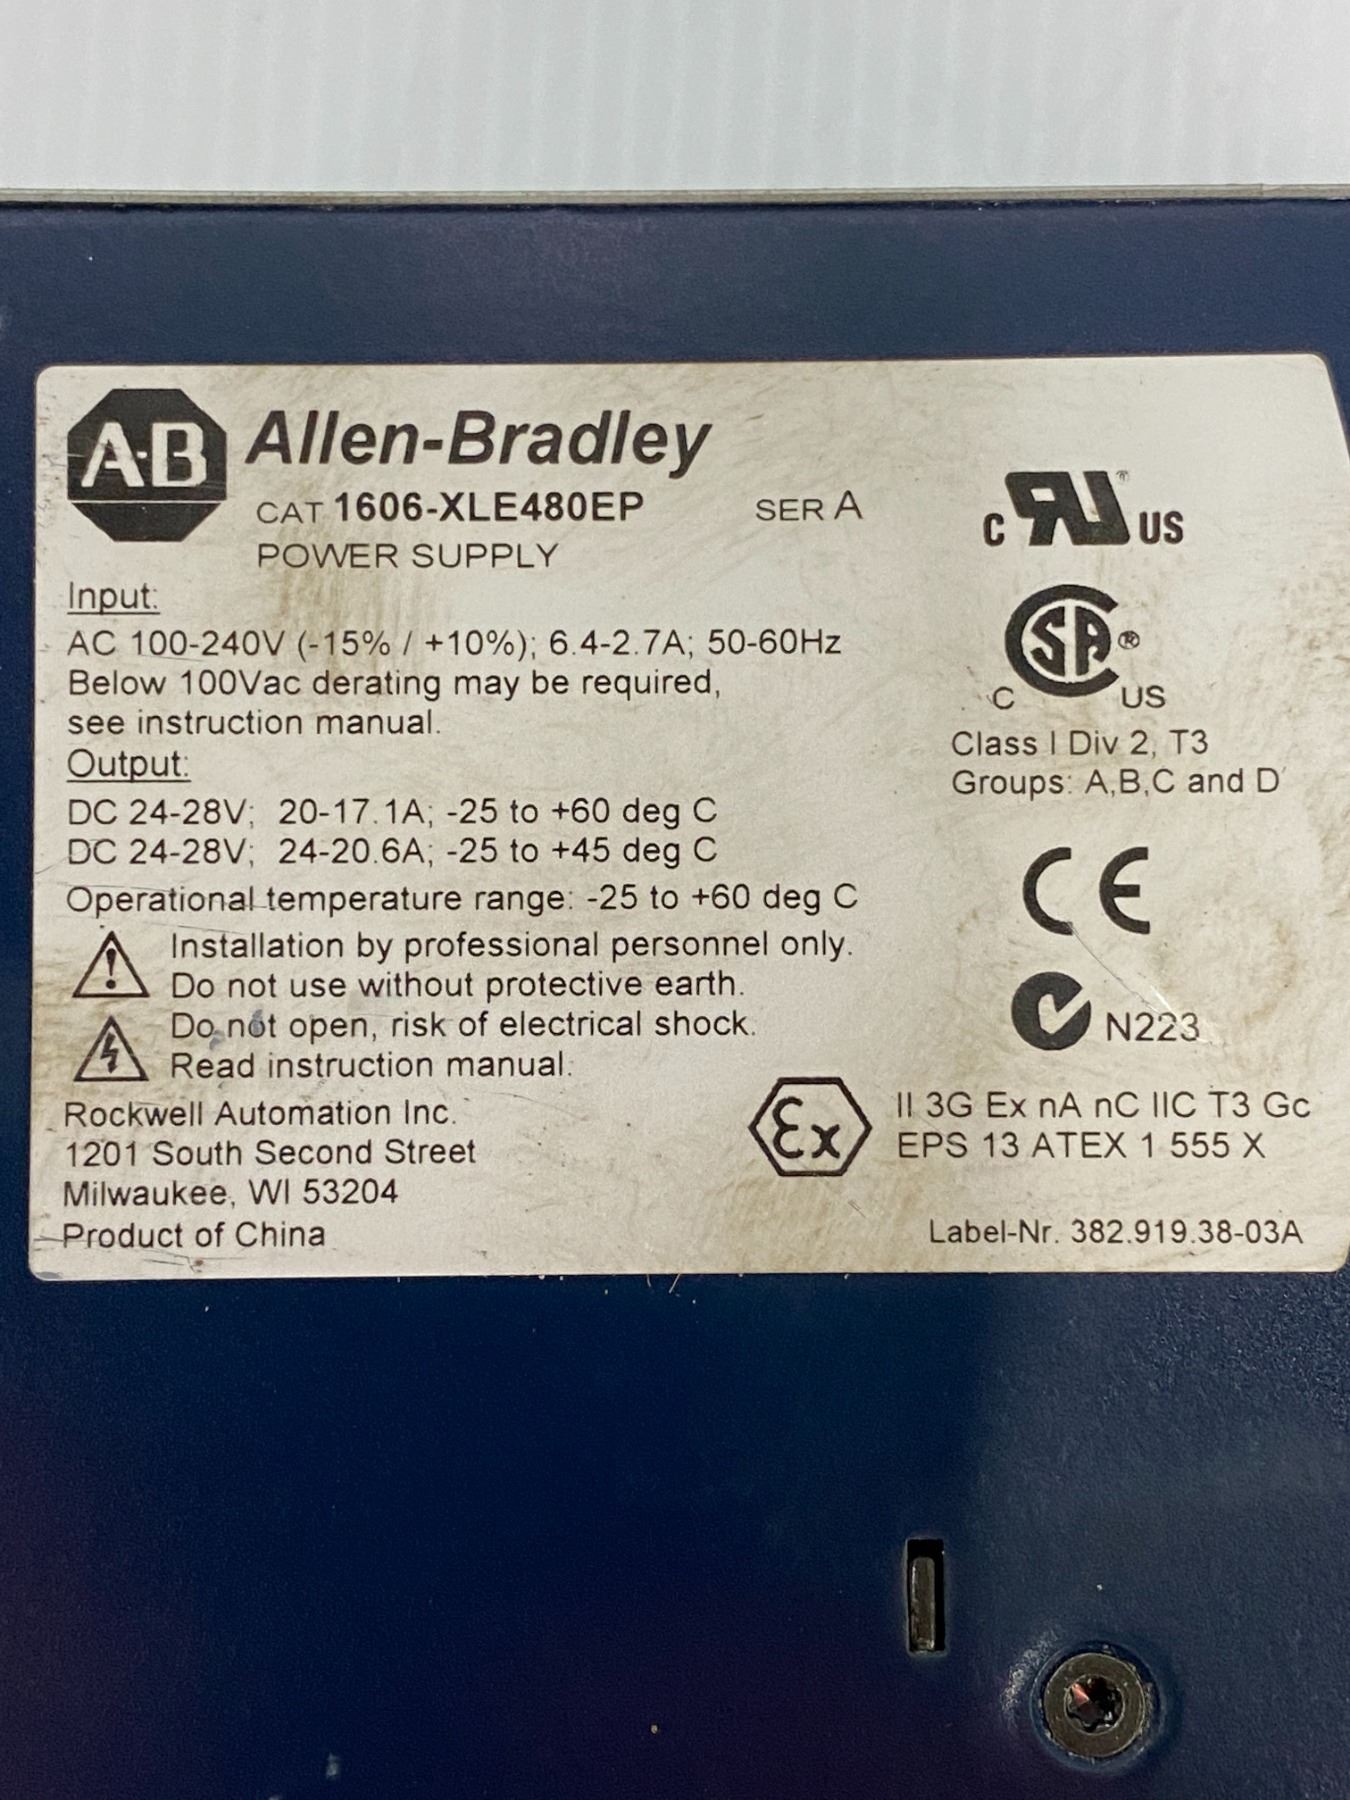 A-B Allen-Bradley
CAT 1606-XLE480EP SER A
POWER SUPPLY
Input:
AC 100-240V (-15% / +10%); 6.4-2.7A; 50-60Hz
Below 100Vac derating may be required,
see instruction manual.
Output:
DC 24-28V; 20-17.1A; -25 to +60 deg C
DC 24-28V; 24-20.6A; -25 to +45 deg C
Operational temperature range: -25 to +60 deg C
Installation by professional personnel only.
Do not use without protective earth.
Do not open, risk of electrical shock.
Read instruction manual.
Rockwell Automation Inc.
1201 South Second Street
Milwaukee, WI 53204
Product of China
C RU® US
SA®
C US
Class I Div 2, T3
Groups: A,B,C and D
CE
N223
Ex II 3G Ex nA nC IIC T3 Gc
EPS 13 ATEX 1 555 X
Label-Nr. 382.919.38-03A